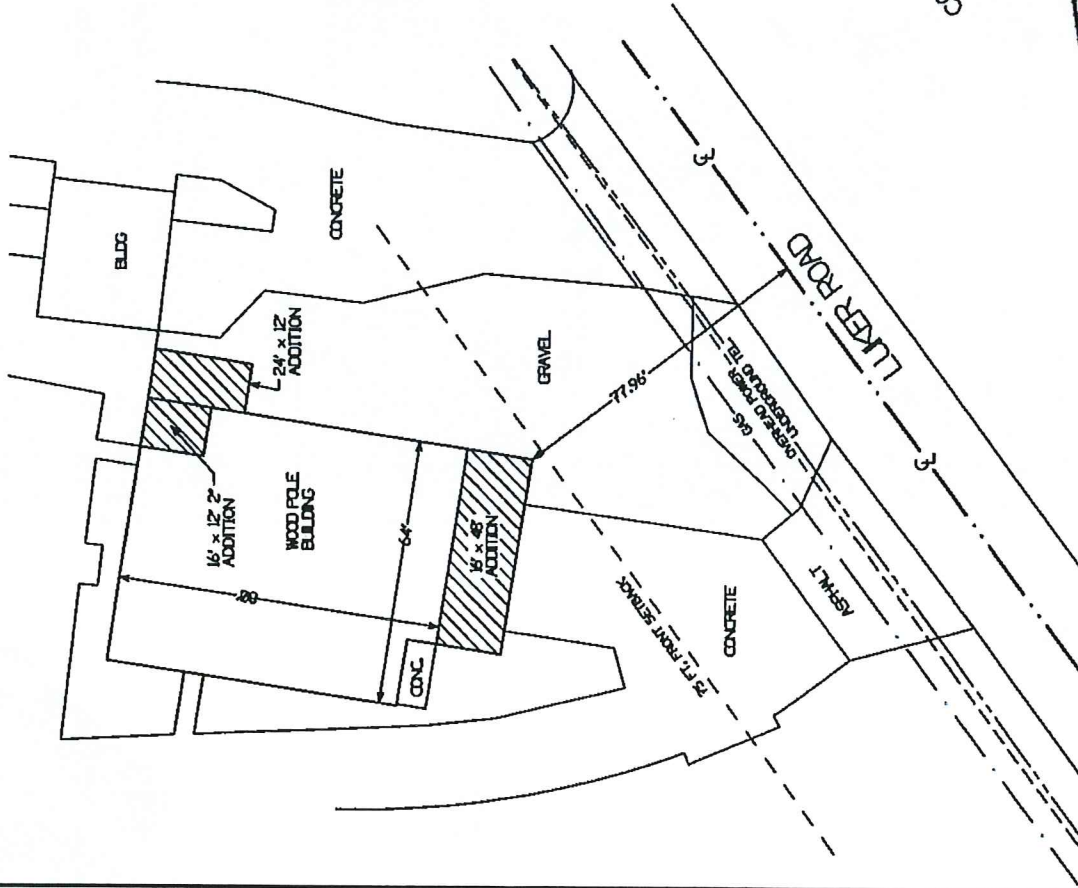 BLDG
CONCRETE
24' x 12'
ADDITION
16' x 12' 2"
ADDITION
WOOD POLE
BUILDING
GRAVEL
80'
64'
16' x 48'
ADDITION
CONC.
77.96'
OVERHEAD POWER
UNDERGROUND TEL
GAS
LUKER ROAD
75 FT. FRONT SETBACK
CONCRETE
ASPHALT